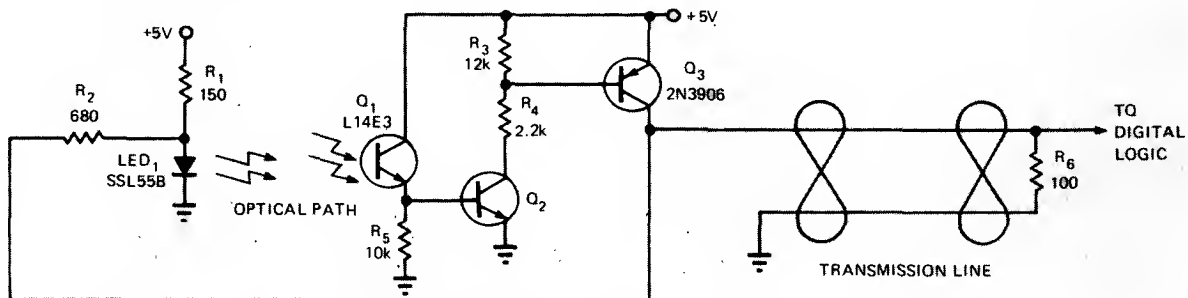 +5V
R1
150
R2
680
LED1
SSL55B
OPTICAL PATH
Q1
L14E3
R5
10k
R3
12k
R4
2.2k
Q2
+5V
Q3
2N3906
TO
DIGITAL
LOGIC
R6
100
TRANSMISSION LINE